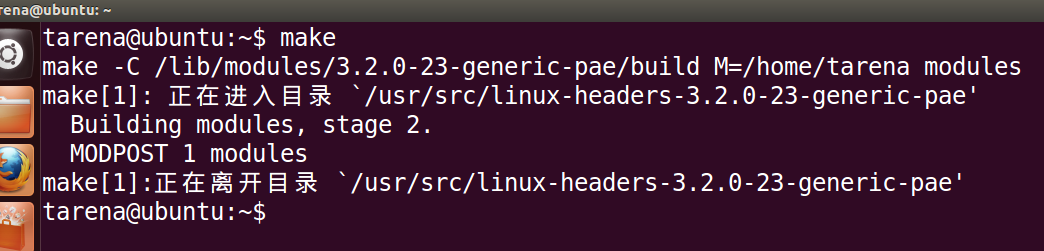 rena@ubuntu: ~
tarena@ubuntu:~$ make
make -C /lib/modules/3.2.0-23-generic-pae/build M=/home/tarena modules
make[1]: 正在进入目录 `/usr/src/linux-headers-3.2.0-23-generic-pae'
  Building modules, stage 2.
  MODPOST 1 modules
make[1]:正在离开目录 `/usr/src/linux-headers-3.2.0-23-generic-pae'
tarena@ubuntu:~$